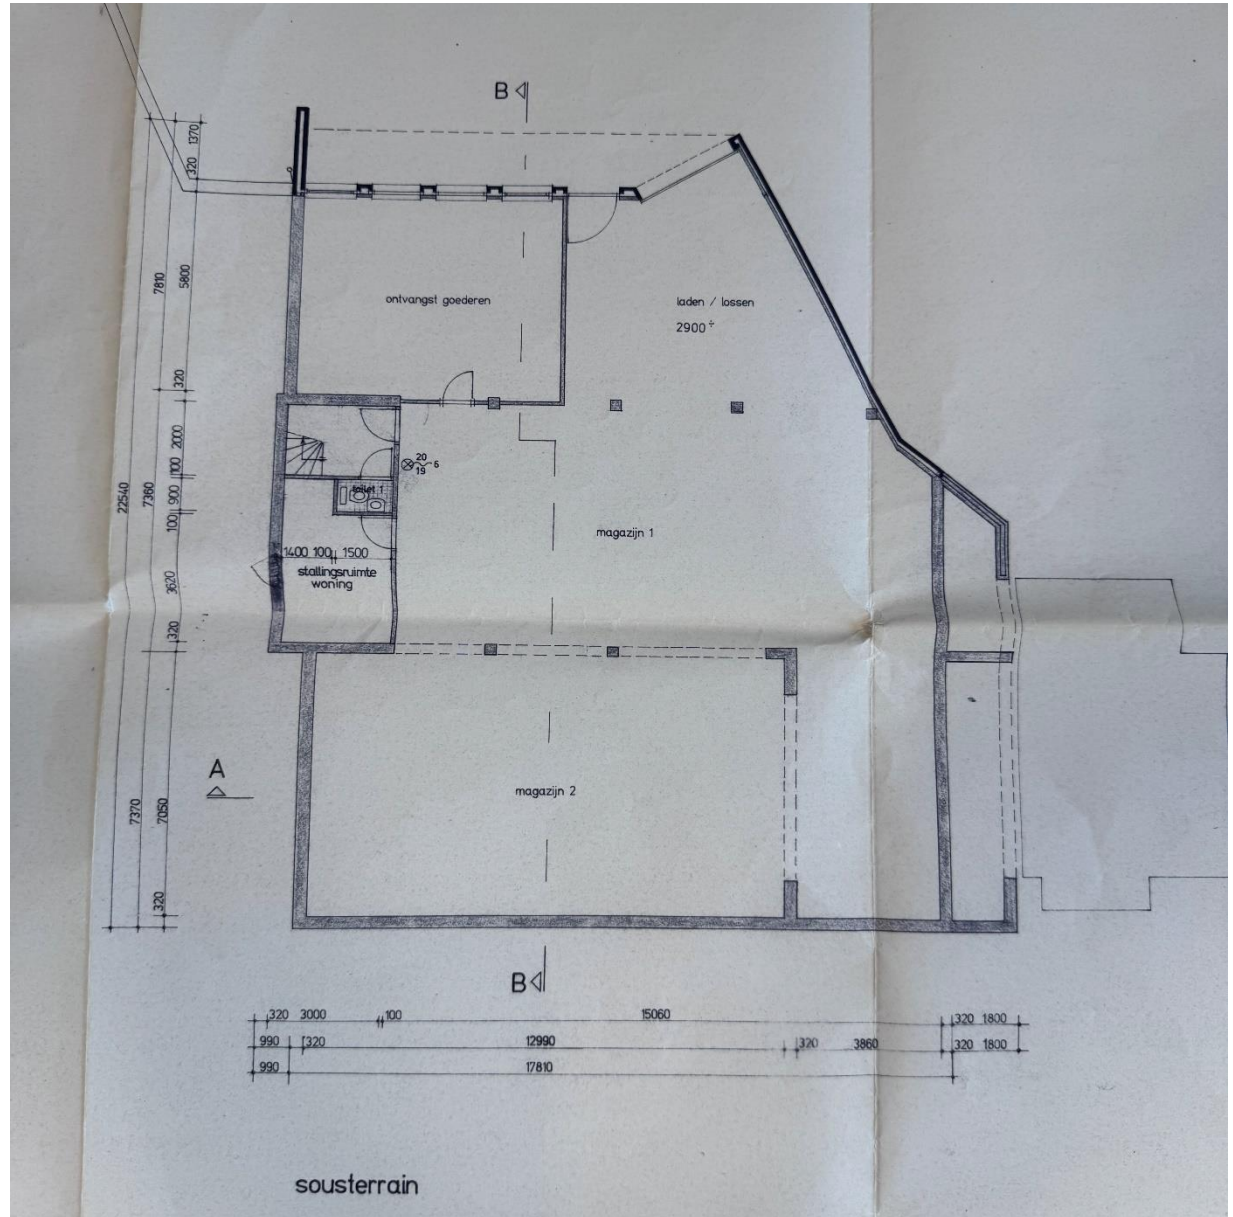 B
1370
320
7810
5800
ontvangst goederen
laden / lossen
2900 ÷
320
2000
20
19
5
100
toilet 1
22540
7360
900
100
magazijn 1
1400 100 1500
stallingsruimte
woning
3620
320
A
magazijn 2
7370
7050
320
B
320 3000 100 15060 320 1800
990 320 12990 320 3860 320 1800
990 17810
sousterrain